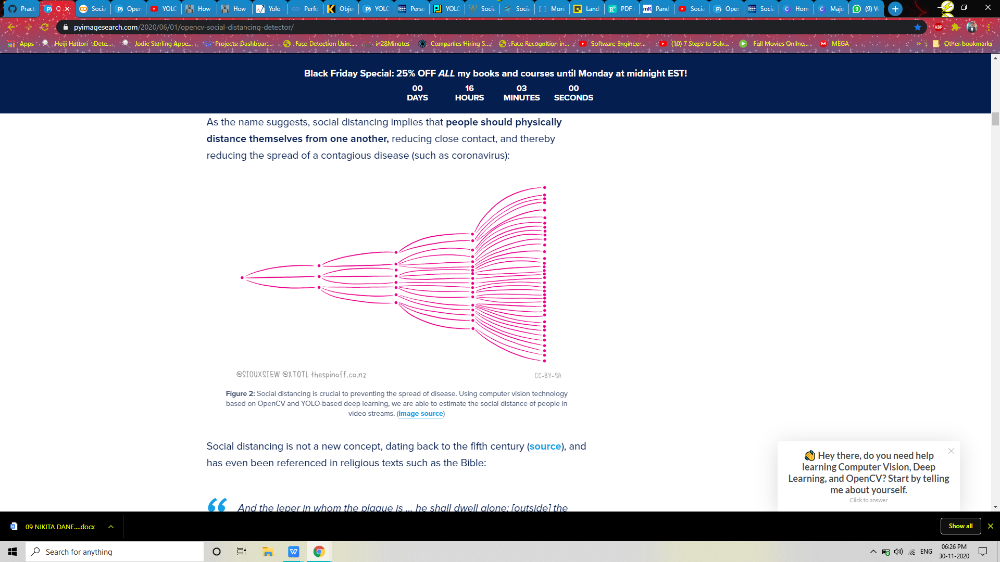 Pract
O
Socia
Oper
YOLC
How
How
Yolo
Perfo
Obje
YOLC
Perso
YOLC
Socia
Socia
Moni
Land
PDF
Pand
Socia
Oper
Socia
Hom
Majo
(9) W
pyimagesearch.com/2020/06/01/opencv-social-distancing-detector/
Apps
Heiji Hattori - Dete...
Jodie Starling Appe...
Projects: Dashboar...
Face Detection Usin...
in28Minutes
Companies Hiring S...
Face Recognition in...
Software Engineer...
(10) 7 Steps to Solv...
Full Movies Online...
MEGA
Other bookmarks
Black Friday Special: 25% OFF ALL my books and courses until Monday at midnight EST!
00 16 03 00
DAYS HOURS MINUTES SECONDS
As the name suggests, social distancing implies that people should physically
distance themselves from one another, reducing close contact, and thereby
reducing the spread of a contagious disease (such as coronavirus):
@SIOUXSIEW @XTOTL thespinoff.co.nz
CC-BY-SA
Figure 2: Social distancing is crucial to preventing the spread of disease. Using computer vision technology
based on OpenCV and YOLO-based deep learning, we are able to estimate the social distance of people in
video streams. (image source)
Social distancing is not a new concept, dating back to the fifth century (source), and
has even been referenced in religious texts such as the Bible:
“ And the leper in whom the plague is ... he shall dwell alone; [outside] the
👋 Hey there, do you need help
learning Computer Vision, Deep
Learning, and OpenCV? Start by telling
me about yourself.
Click to answer
09 NIKITA DANE....docx
Show all
Search for anything
ENG
06:26 PM
30-11-2020